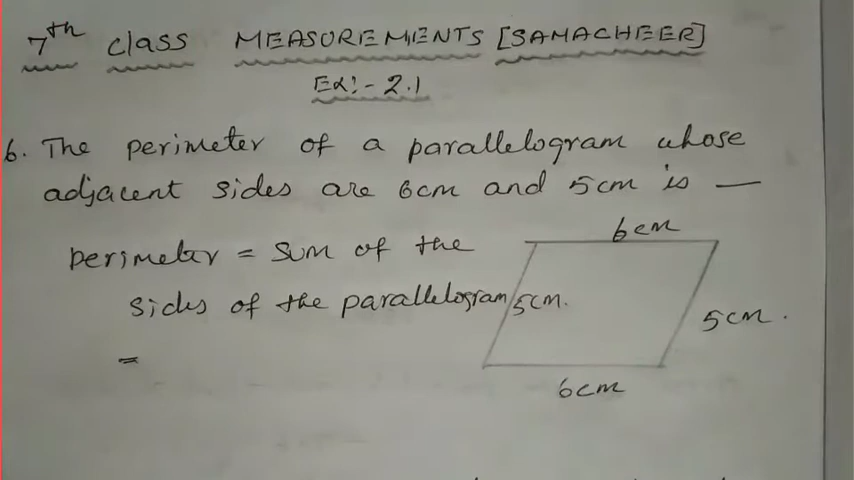 7th class MEASUREMENTS [SAMACHEER]
Ex:- 2.1
6. The perimeter of a parallelogram whose
adjacent sides are 6cm and 5cm is —
perimeter = sum of the
sides of the parallelogram
=
6cm
5cm.
5cm.
6cm